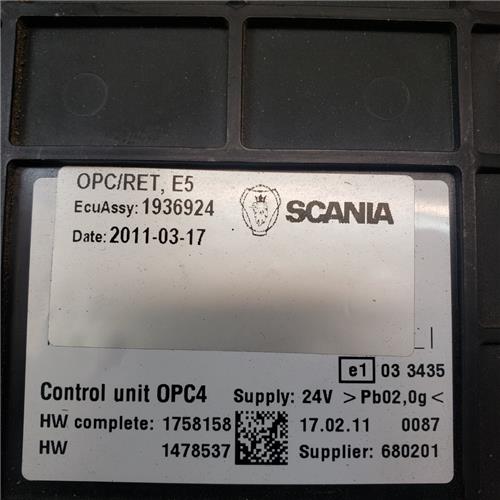 OPC/RET, E5
EcuAssy: 1936924
SCANIA
Date: 2011-03-17
e1 03 3435
Control unit OPC4 Supply: 24V >Pb02,0g<
HW complete: 1758158 17.02.11 0087
HW 1478537 Supplier: 680201